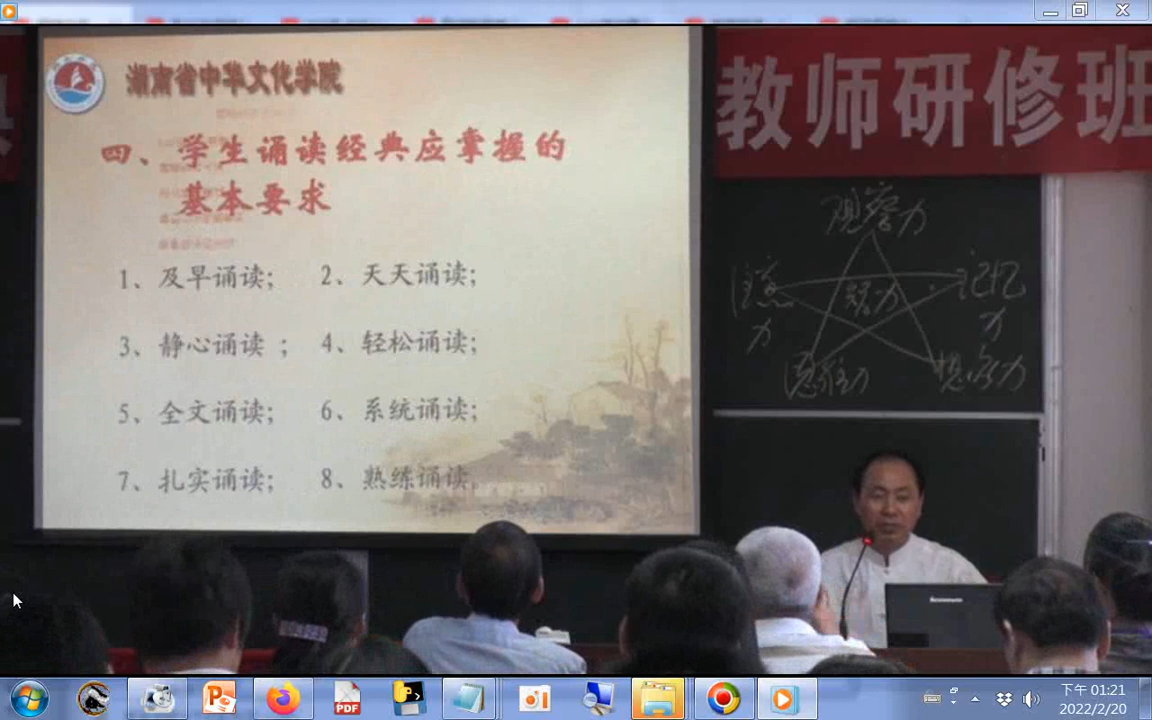 湖南省中华文化学院
四、学生诵读经典应掌握的
基本要求
1、及早诵读; 2、天天诵读;
3、静心诵读 ; 4、轻松诵读;
5、全文诵读; 6、系统诵读;
7、扎实诵读; 8、熟练诵读。
教师研修班
观察力
注意力
记忆力
智力
思维力
想象力
lenovo
下午 01:21
2022/2/20